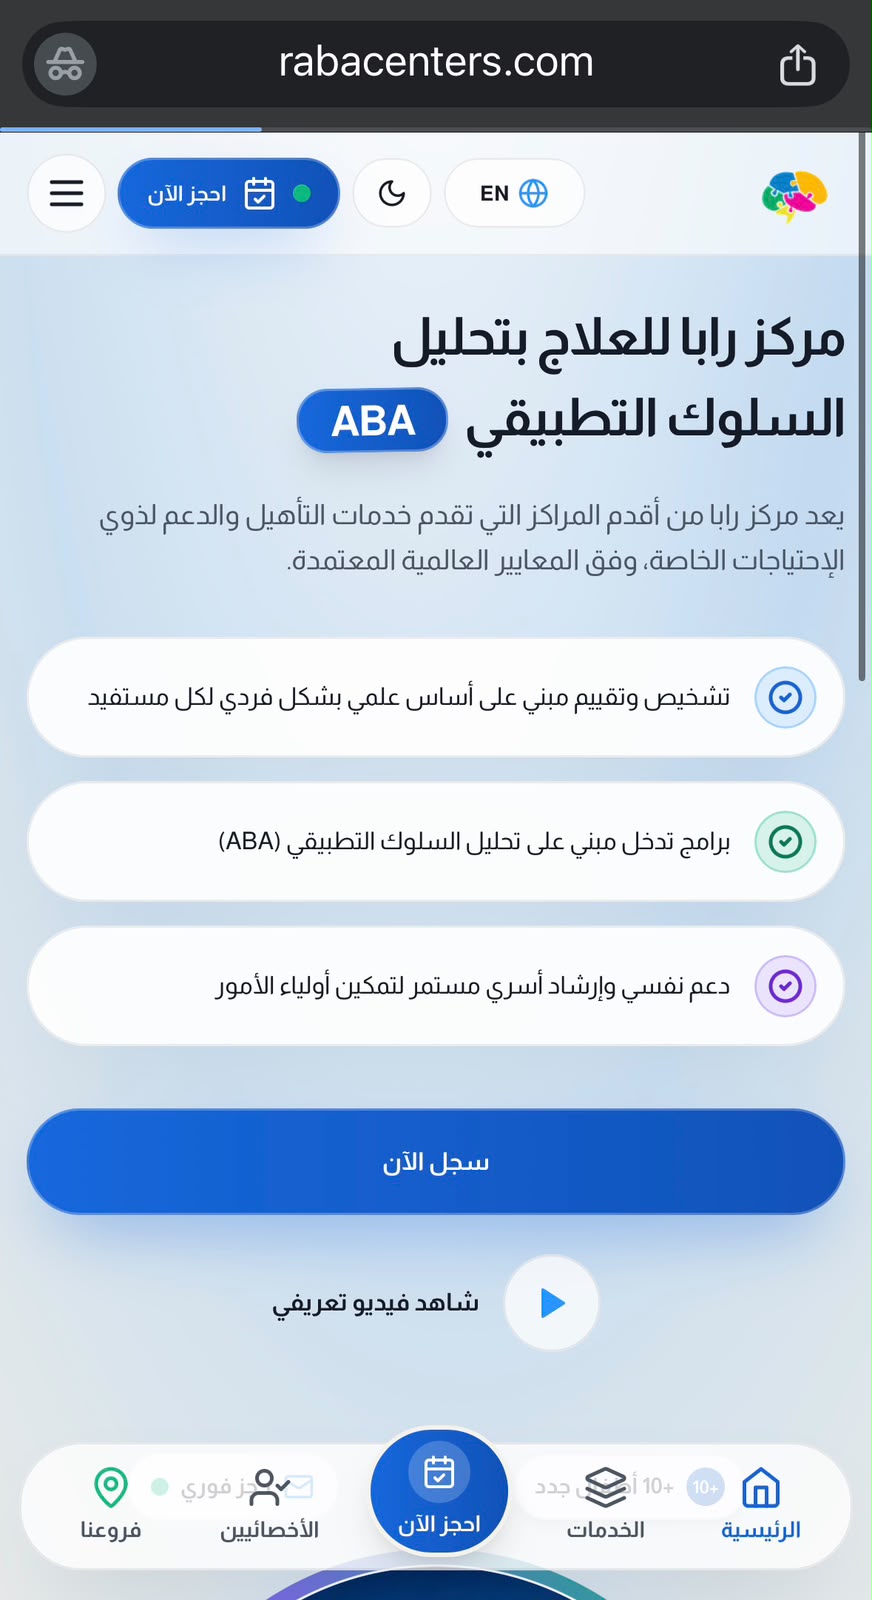 rabacenters.com
EN
احجز الآن
مركز رابا للعلاج بتحليل
السلوك التطبيقي ABA
يعد مركز رابا من أقدم المراكز التي تقدم خدمات التأهيل والدعم لذوي
الإحتياجات الخاصة، وفق المعايير العالمية المعتمدة.
تشخيص وتقييم مبني على أساس علمي بشكل فردي لكل مستفيد
برامج تدخل مبني على تحليل السلوك التطبيقي (ABA)
دعم نفسي وإرشاد أسري مستمر لتمكين أولياء الأمور
سجل الآن
شاهد فيديو تعريفي
10+
+10 جدد
فوري
الرئيسية
الخدمات
احجز الآن
الأخصائيين
فروعنا